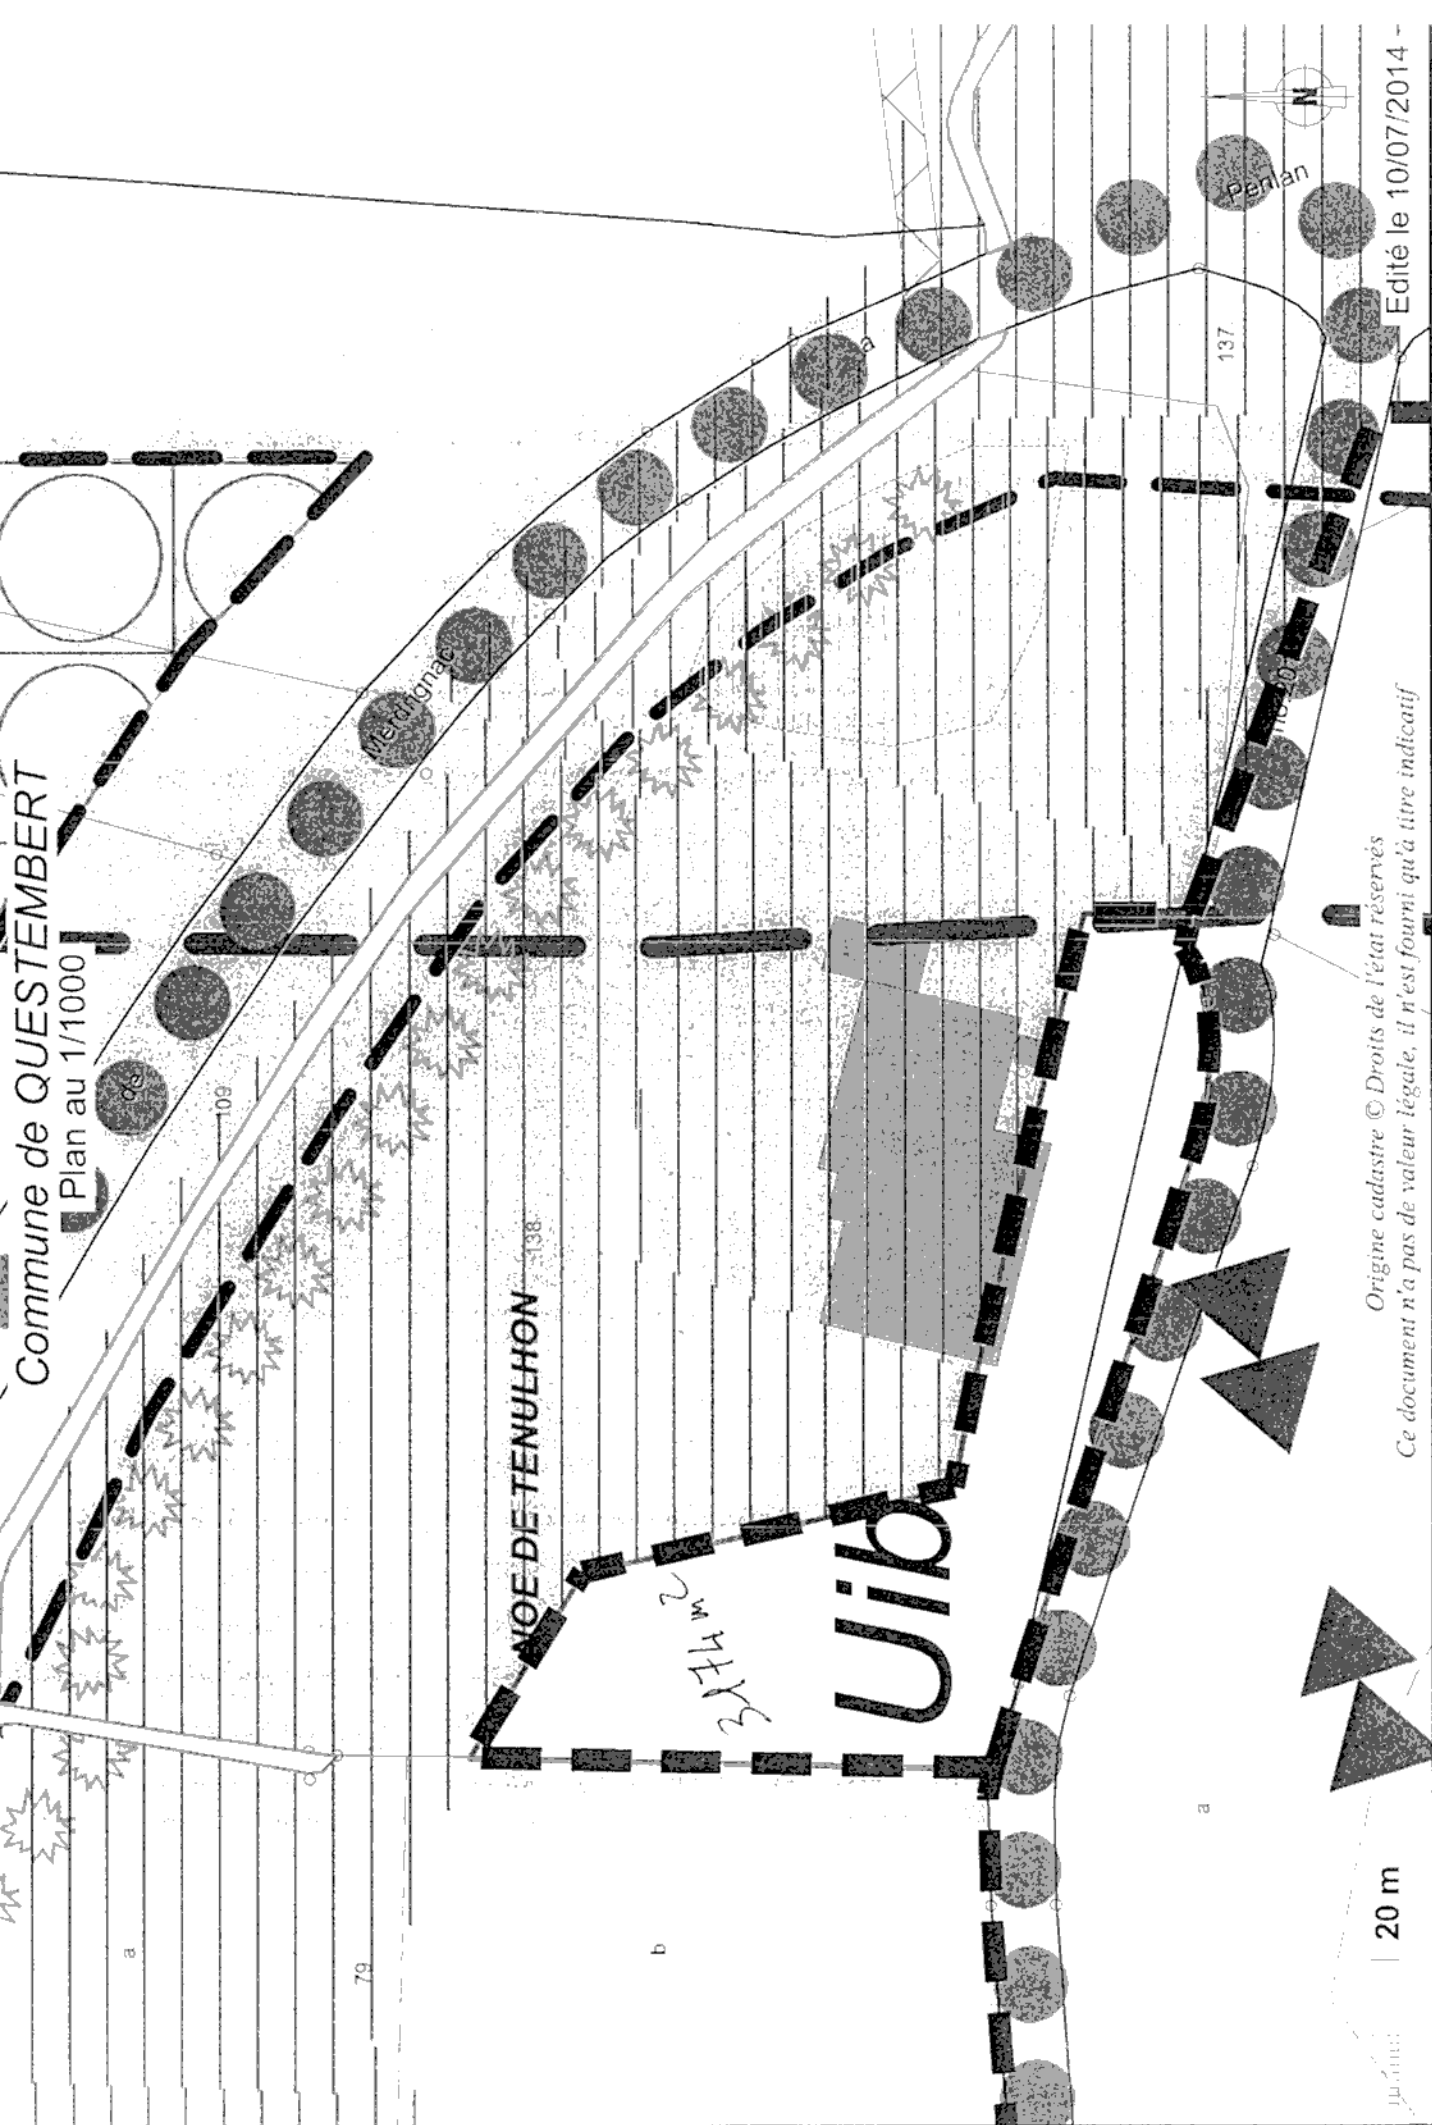 Commune de QUESTEMBERT
Plan au 1/1000
N
Penlan
a
137
Merdrignac
de
109
138
NOE DE TENULHON
3174 m2
Uib
a
79
b
a
20 m
Edité le 10/07/2014 -
Origine cadastre © Droits de l'état réservés
Ce document n'a pas de valeur légale, il n'est fourni qu'à titre indicatif